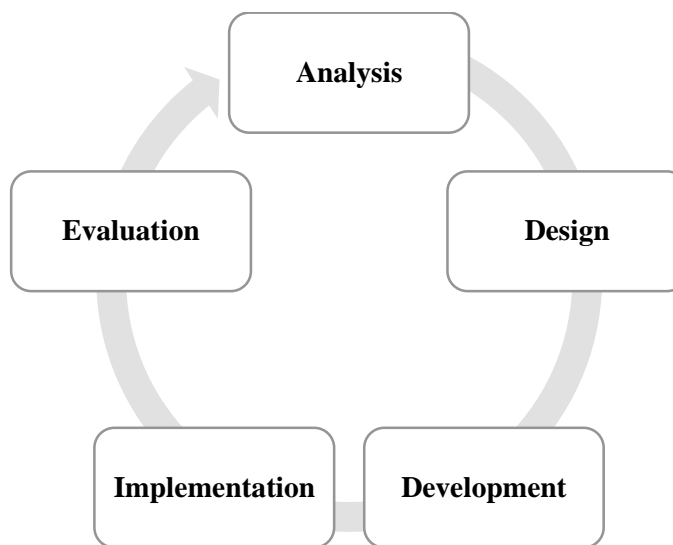 Analysis
Design
Development
Implementation
Evaluation